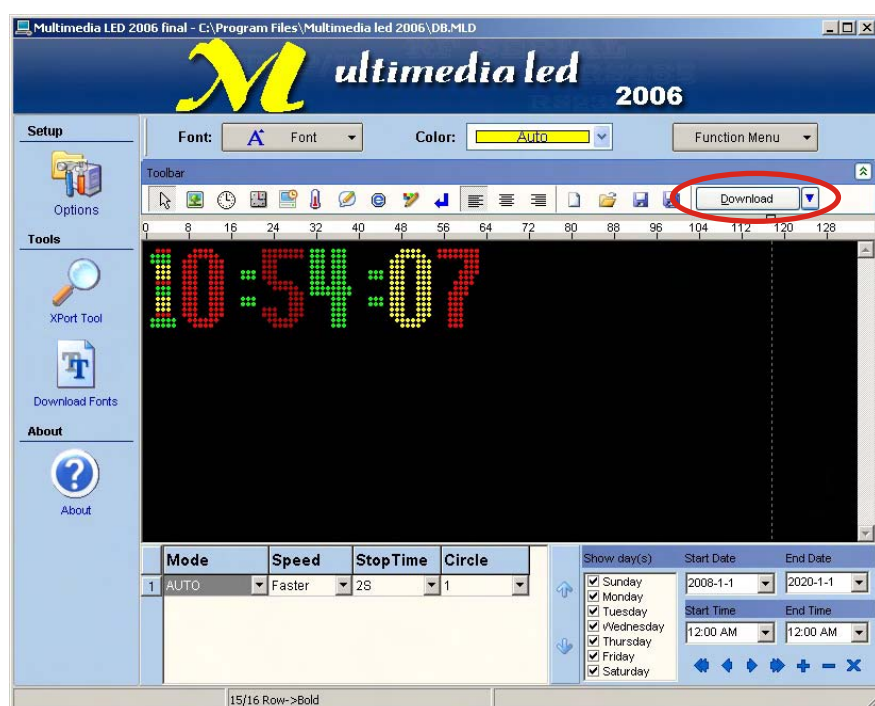 Multimedia LED 2006 final - C:\Program Files\Multimedia led 2006\DB.MLD
Multimedia led
2006
Setup
Font: A Font
Color: Auto
Function Menu
Toolbar
Options
Download
0 8 16 24 32 40 48 56 64 72 80 88 96 104 112 120 128
Tools
10:54:07
XPort Tool
Download Fonts
About
About
Mode Speed StopTime Circle
1 AUTO Faster 2S 1
Show day(s)
Sunday
Monday
Tuesday
Wednesday
Thursday
Friday
Saturday
Start Date End Date
2008-1-1 2020-1-1
Start Time End Time
12:00 AM 12:00 AM
15/16 Row->Bold